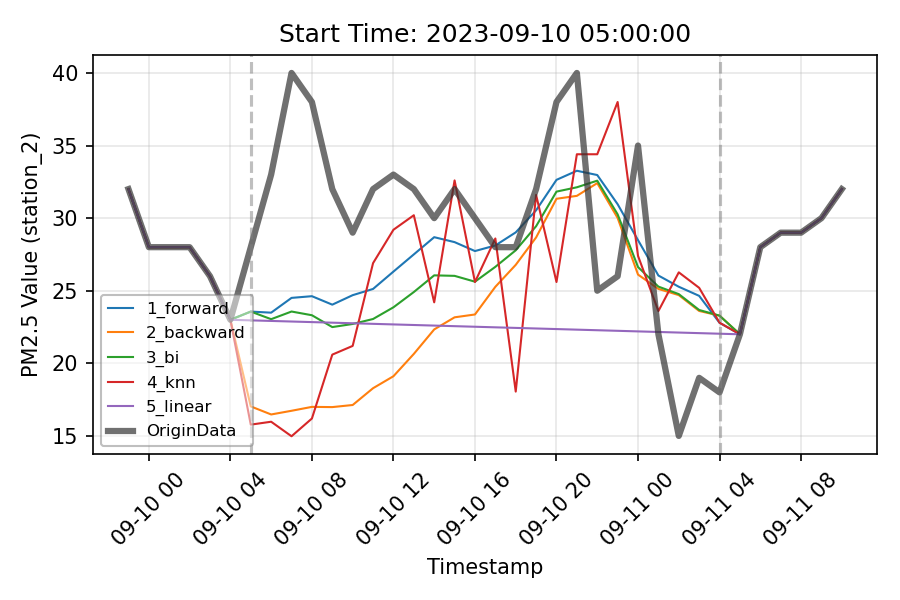 Start Time: 2023-09-10 05:00:00
PM2.5 Value (station_2)
40
35
30
25
20
15
1_forward
2_backward
3_bi
4_knn
5_linear
OriginData
09-10 00
09-10 04
09-10 08
09-10 12
09-10 16
09-10 20
09-11 00
09-11 04
09-11 08
Timestamp